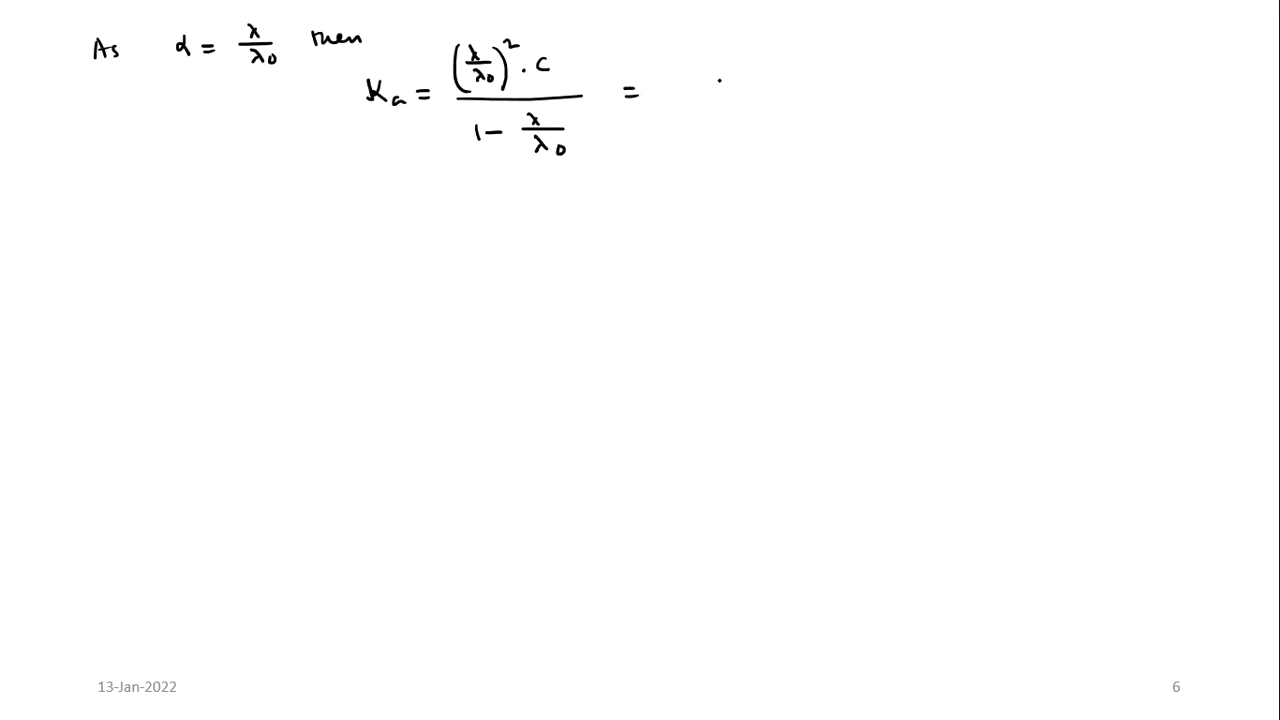 As α = λ/λ₀ then
Kₐ = (λ/λ₀)² . c / 1 - λ/λ₀ =
13-Jan-2022
6